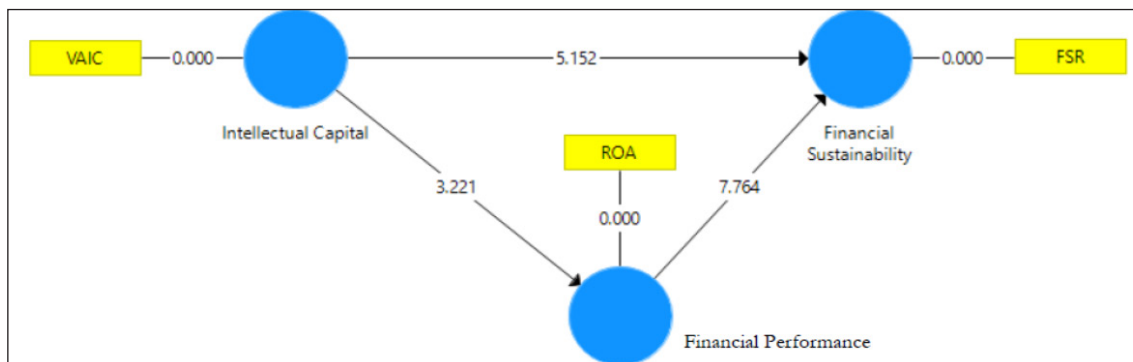 VAIC
0.000
5.152
0.000
FSR
Intellectual Capital
Financial
Sustainability
ROA
3.221
7.764
0.000
Financial Performance